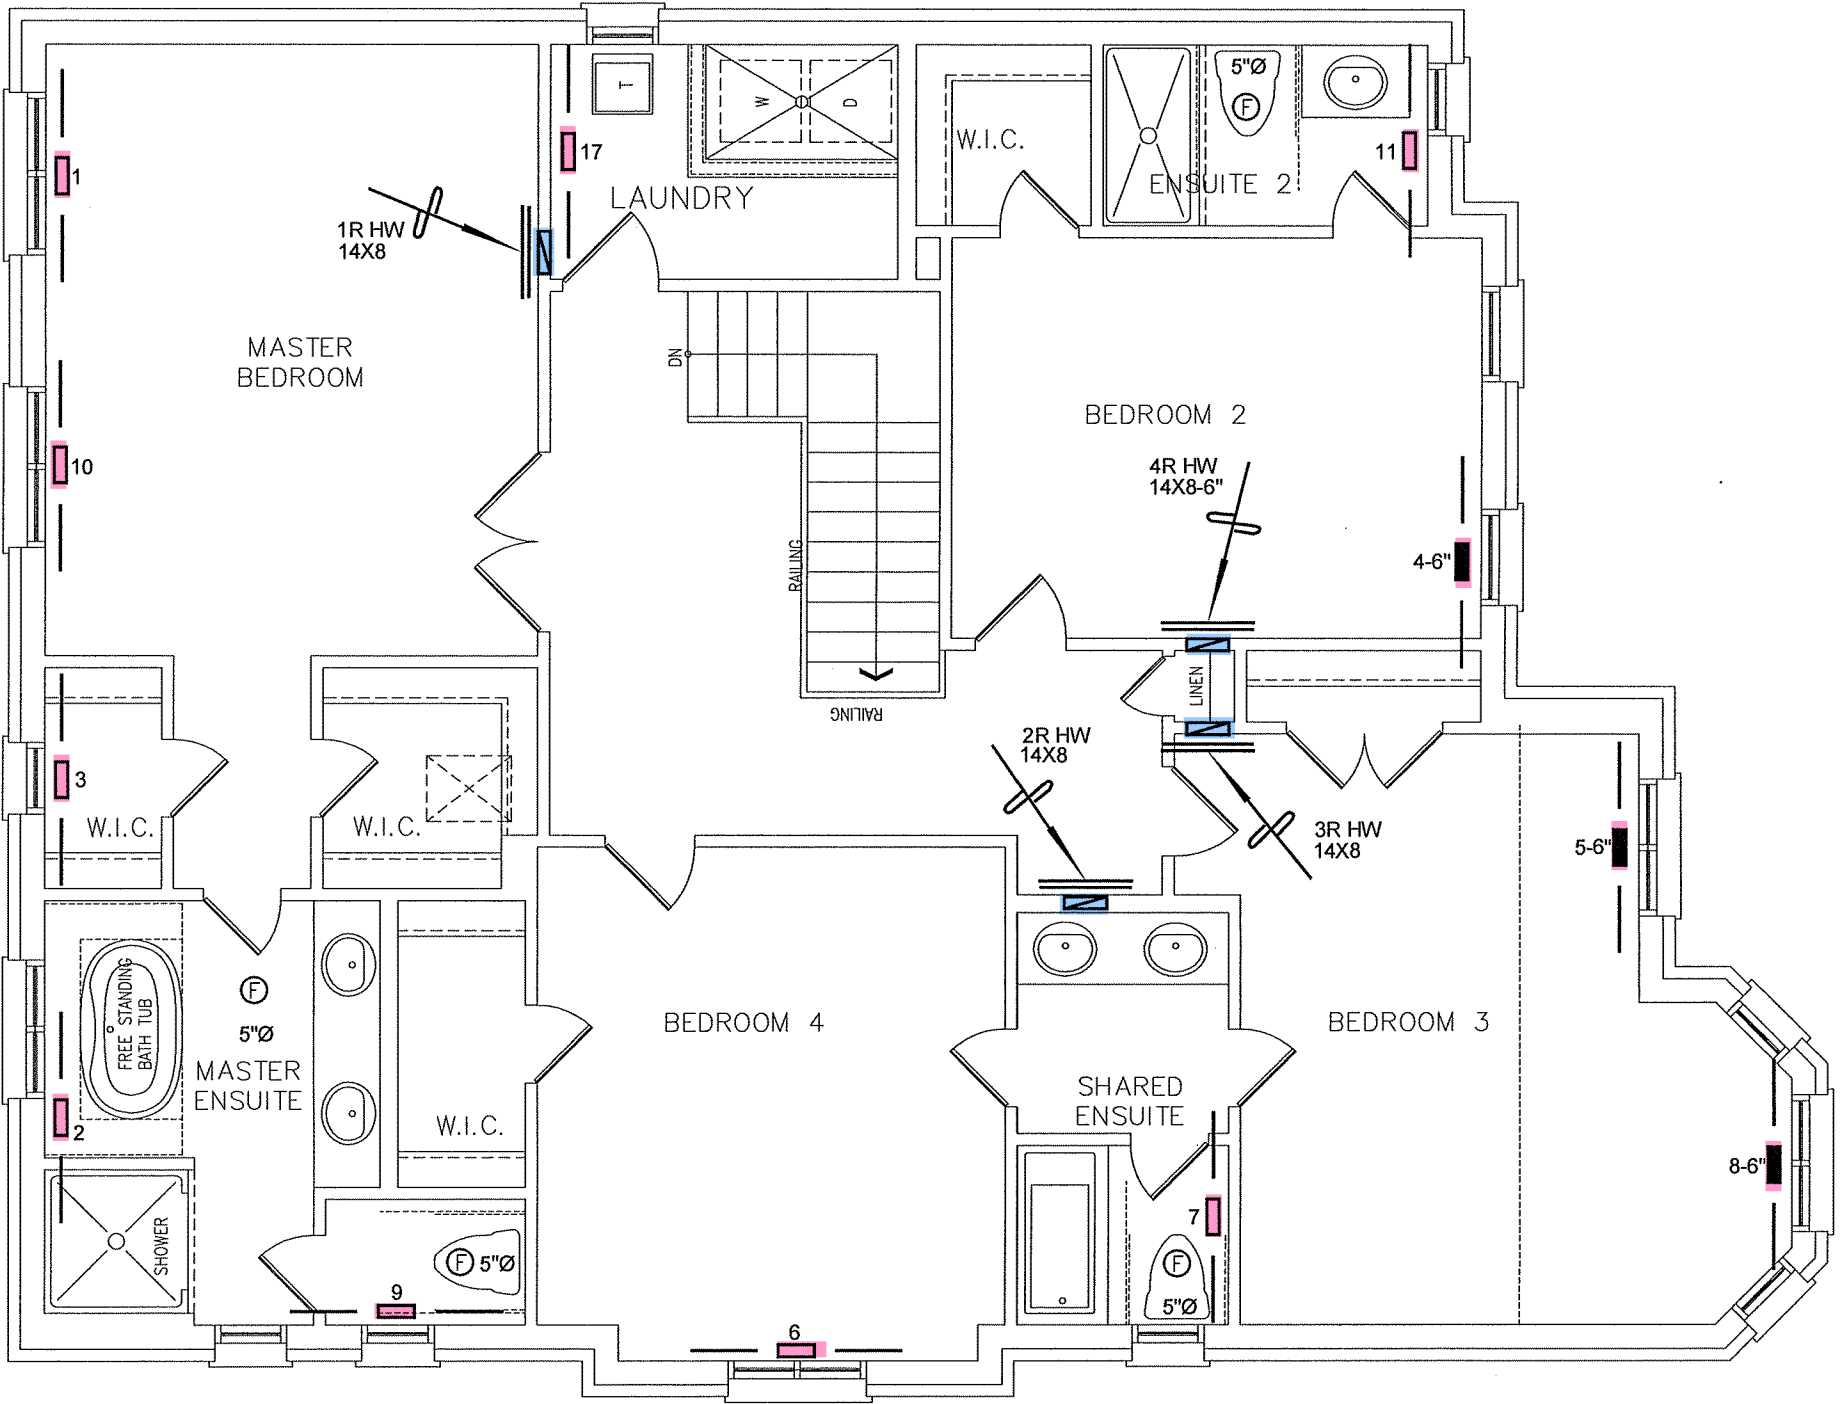 5"Ø
F
T
W
D
1
17
W.I.C.
11
LAUNDRY
ENSUITE 2
1R HW
14X8
MASTER
BEDROOM
DN
BEDROOM 2
10
4R HW
14X8-6"
RAILING
4-6"
LINEN
RAILING
2R HW
14X8
3
W.I.C.
W.I.C.
3R HW
14X8
5-6"
FREE STANDING
BATH TUB
F
5"Ø
MASTER
ENSUITE
BEDROOM 4
BEDROOM 3
SHARED
ENSUITE
2
W.I.C.
8-6"
SHOWER
7
F 5"Ø
F
5"Ø
9
6